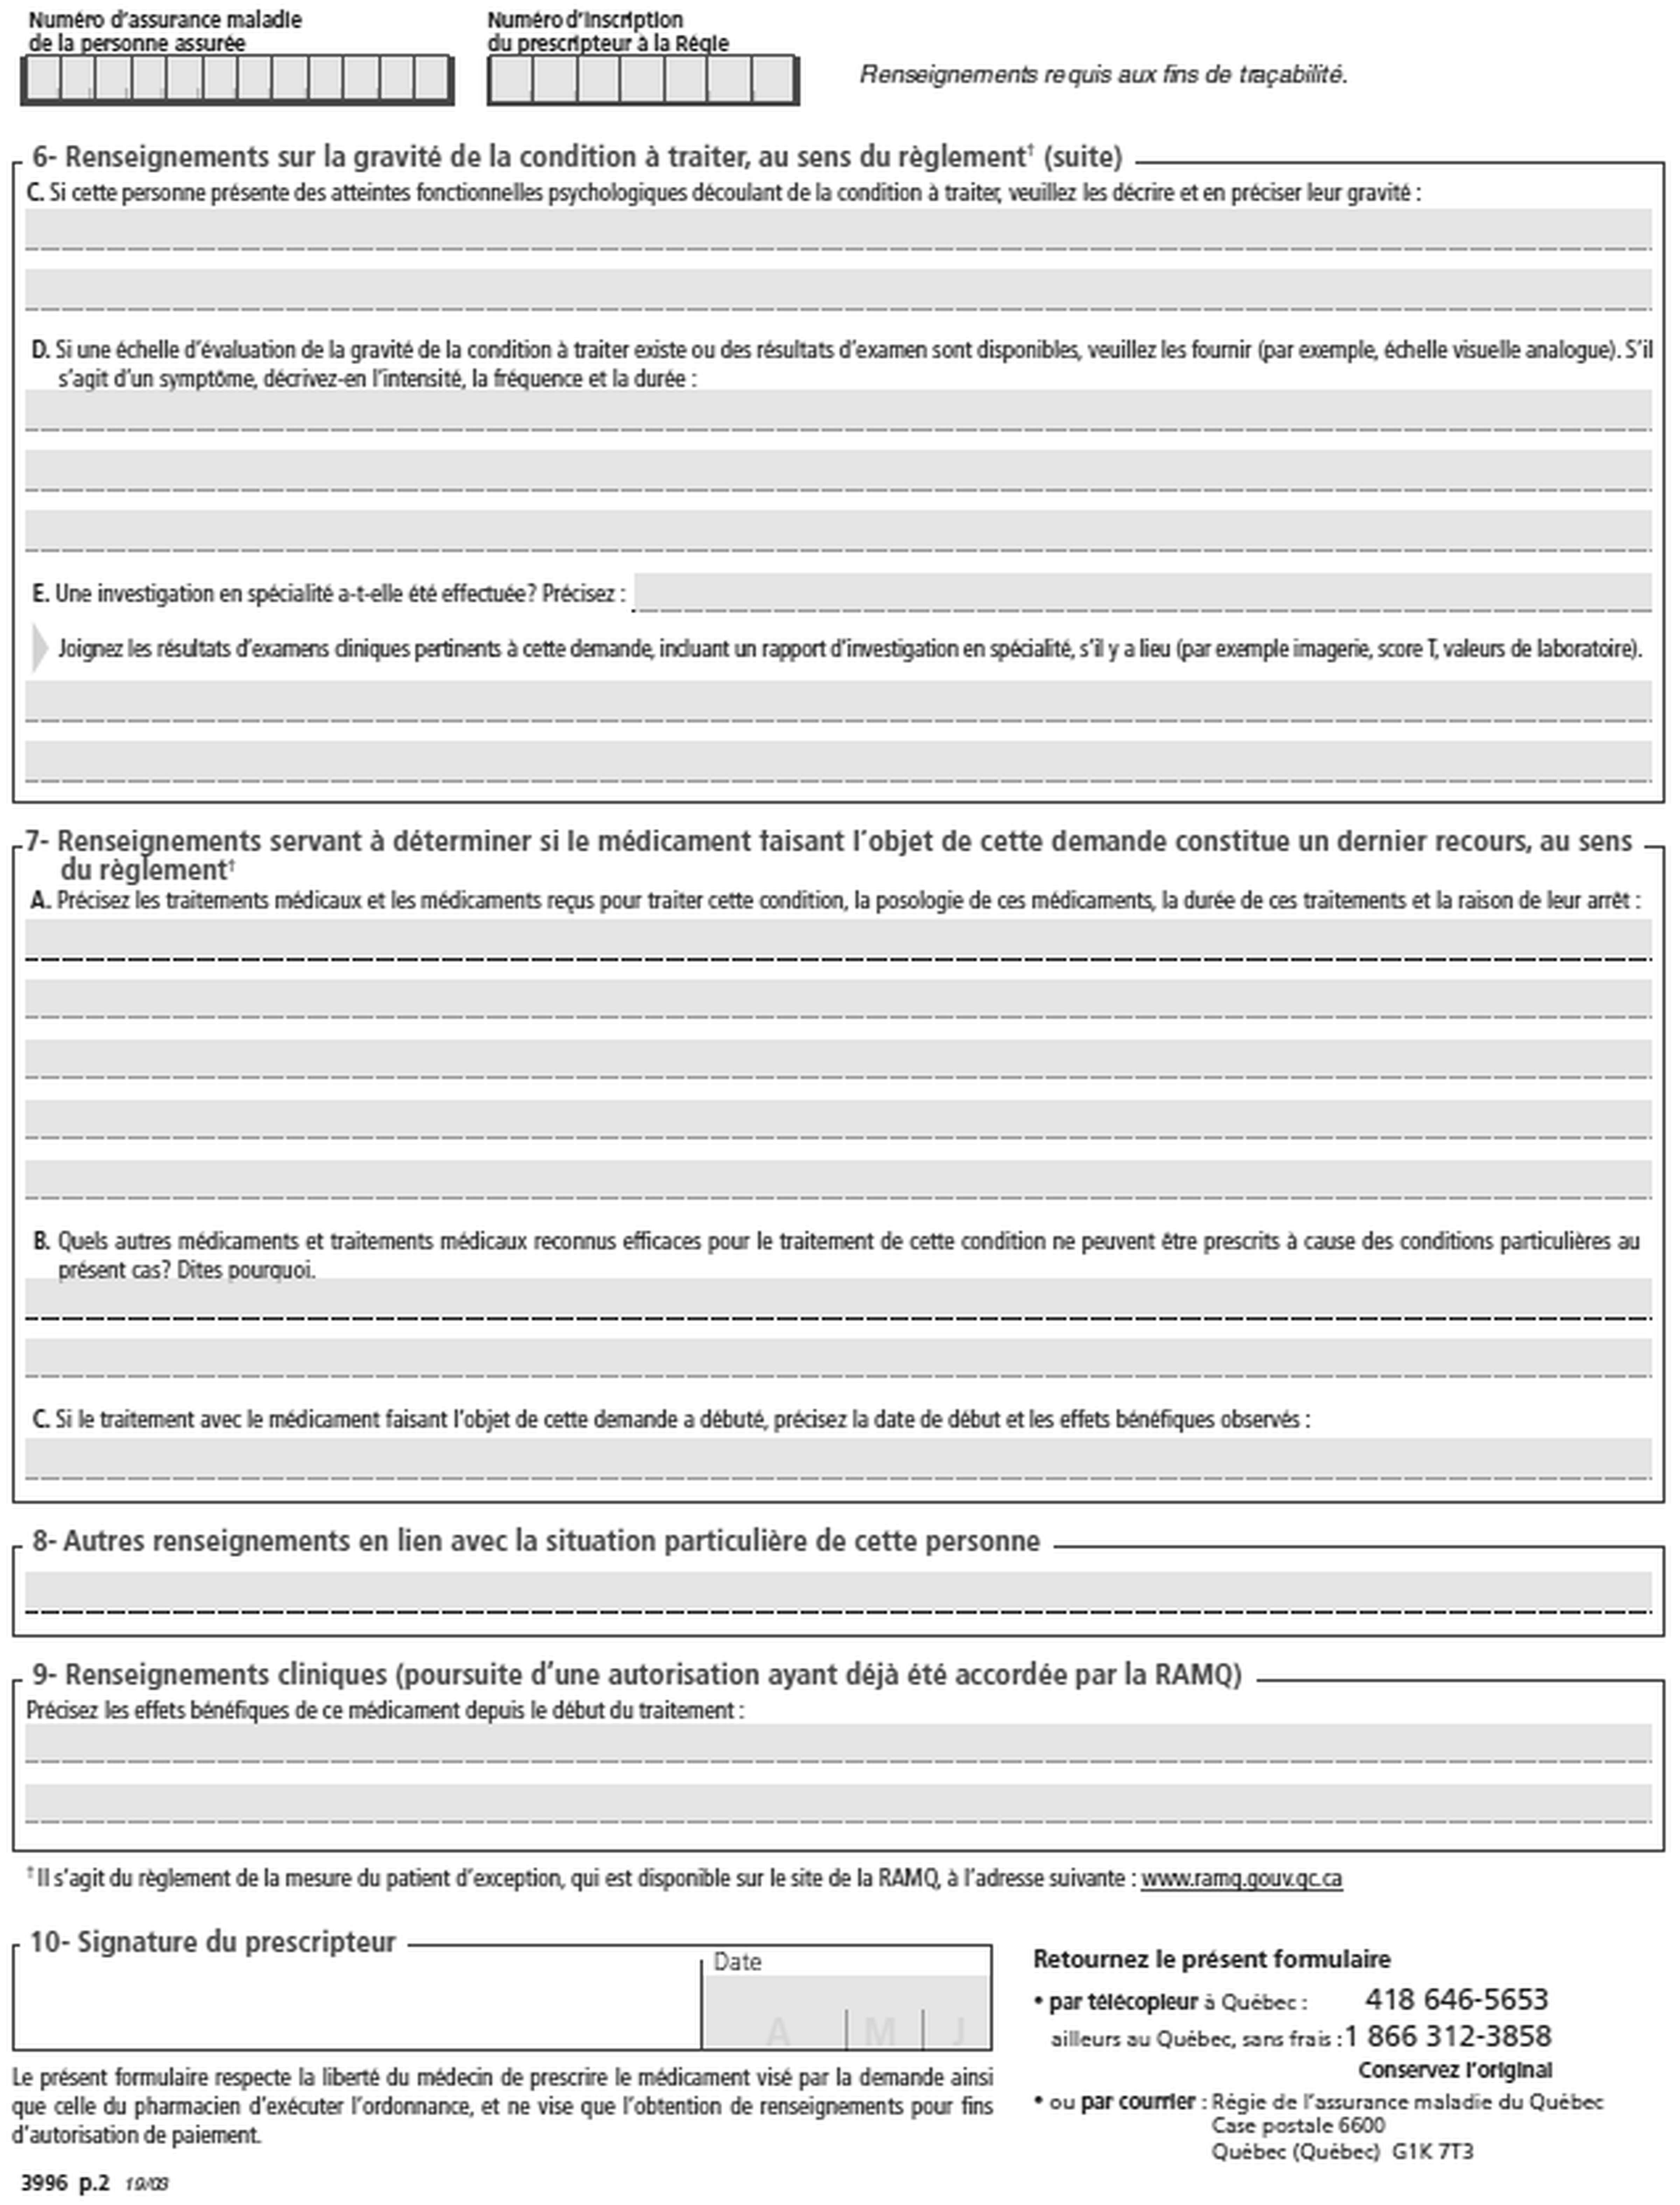 Numéro d'assurance maladie
de la personne assurée
Numéro d'inscription
du prescripteur à la Régie
Renseignements requis aux fins de traçabilité.
6- Renseignements sur la gravité de la condition à traiter, au sens du règlement† (suite)
C. Si cette personne présente des atteintes fonctionnelles psychologiques découlant de la condition à traiter, veuillez les décrire et en préciser leur gravité :
D. Si une échelle d'évaluation de la gravité de la condition à traiter existe ou des résultats d'examen sont disponibles, veuillez les fournir (par exemple, échelle visuelle analogue). S'il
s'agit d'un symptôme, décrivez-en l'intensité, la fréquence et la durée :
E. Une investigation en spécialité a-t-elle été effectuée? Précisez :
Joignez les résultats d'examens cliniques pertinents à cette demande, incluant un rapport d'investigation en spécialité, s'il y a lieu (par exemple imagerie, score T, valeurs de laboratoire).
7- Renseignements servant à déterminer si le médicament faisant l'objet de cette demande constitue un dernier recours, au sens
du règlement†
A. Précisez les traitements médicaux et les médicaments reçus pour traiter cette condition, la posologie de ces médicaments, la durée de ces traitements et la raison de leur arrêt :
B. Quels autres médicaments et traitements médicaux reconnus efficaces pour le traitement de cette condition ne peuvent être prescrits à cause des conditions particulières au
présent cas? Dites pourquoi.
C. Si le traitement avec le médicament faisant l'objet de cette demande a débuté, précisez la date de début et les effets bénéfiques observés :
8- Autres renseignements en lien avec la situation particulière de cette personne
9- Renseignements cliniques (poursuite d'une autorisation ayant déjà été accordée par la RAMQ)
Précisez les effets bénéfiques de ce médicament depuis le début du traitement :
† Il s'agit du règlement de la mesure du patient d'exception, qui est disponible sur le site de la RAMQ, à l'adresse suivante : www.ramq.gouv.qc.ca
10- Signature du prescripteur
Date
A M J
Le présent formulaire respecte la liberté du médecin de prescrire le médicament visé par la demande ainsi
que celle du pharmacien d'exécuter l'ordonnance, et ne vise que l'obtention de renseignements pour fins
d'autorisation de paiement.
Retournez le présent formulaire
• par télécopieur à Québec : 418 646-5653
ailleurs au Québec, sans frais : 1 866 312-3858
Conservez l'original
• ou par courrier : Régie de l'assurance maladie du Québec
Case postale 6600
Québec (Québec) G1K 7T3
3996 p.2 19/03